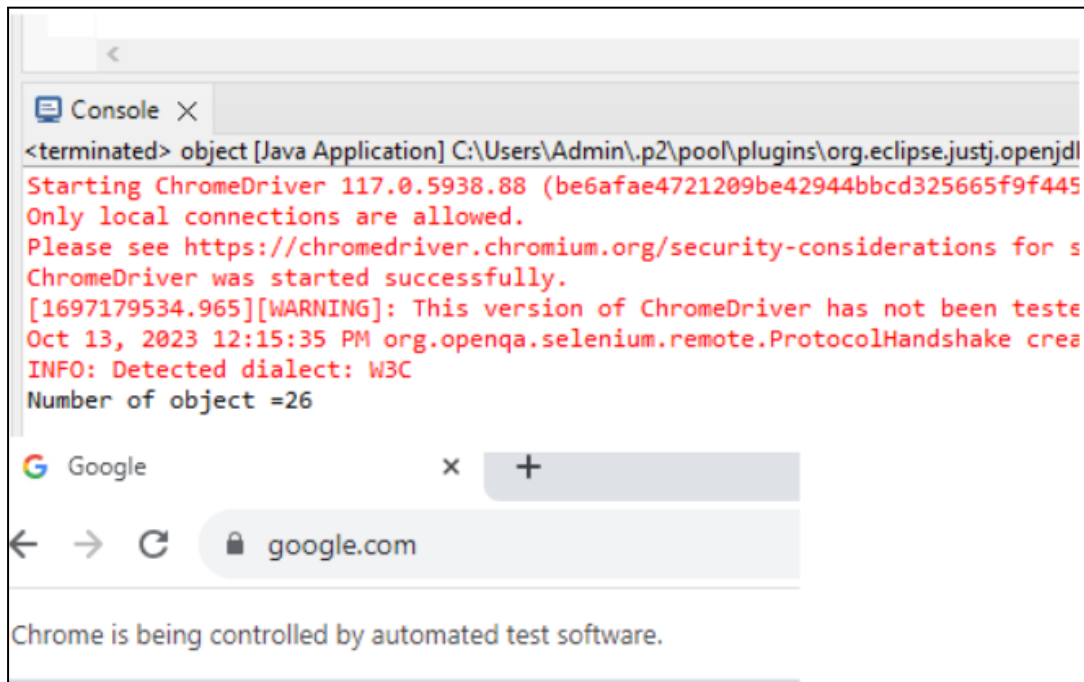 Console
<terminated> object [Java Application] C:\Users\Admin\.p2\pool\plugins\org.eclipse.justj.openjdl
Starting ChromeDriver 117.0.5938.88 (be6afae4721209be42944bbcd325665f9f445
Only local connections are allowed.
Please see https://chromedriver.chromium.org/security-considerations for s
ChromeDriver was started successfully.
[1697179534.965][WARNING]: This version of ChromeDriver has not been teste
Oct 13, 2023 12:15:35 PM org.openqa.selenium.remote.ProtocolHandshake crea
INFO: Detected dialect: W3C
Number of object =26
G Google
google.com
Chrome is being controlled by automated test software.